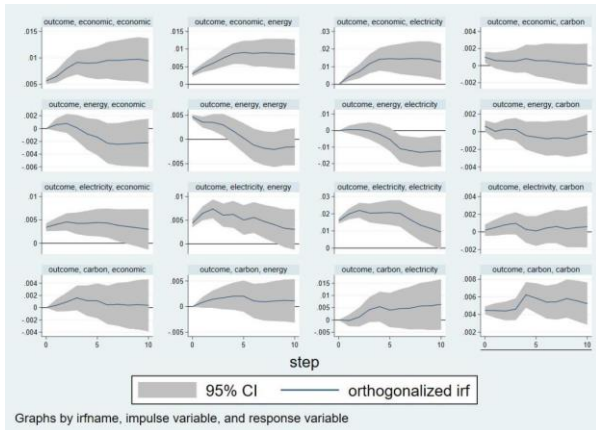 outcome, economic, economic
outcome, economic, energy
outcome, economic, electricity
outcome, economic, carbon
.015
.01
.005
.015
.01
.005
0
.03
.02
.01
0
.004
.002
0
-.002
outcome, energy, economic
outcome, energy, energy
outcome, energy, electricity
outcome, energy, carbon
.002
0
-.002
-.004
-.006
.005
0
-.005
.01
0
-.01
-.02
.002
0
-.002
outcome, electricity, economic
outcome, electricity, energy
outcome, electricity, electricity
outcome, electrivity, carbon
.01
.005
0
.01
.005
0
.03
.02
.01
0
.004
.002
0
-.002
outcome, carbon, economic
outcome, carbon, energy
outcome, carbon, electricity
outcome, carbon, carbon
.004
.002
0
-.002
-.004
.005
0
-.005
.015
.01
.005
0
-.005
.008
.006
.004
.002
0 5 10
0 5 10
0 5 10
0 5 10
step
95% CI
orthogonalized irf
Graphs by irfname, impulse variable, and response variable